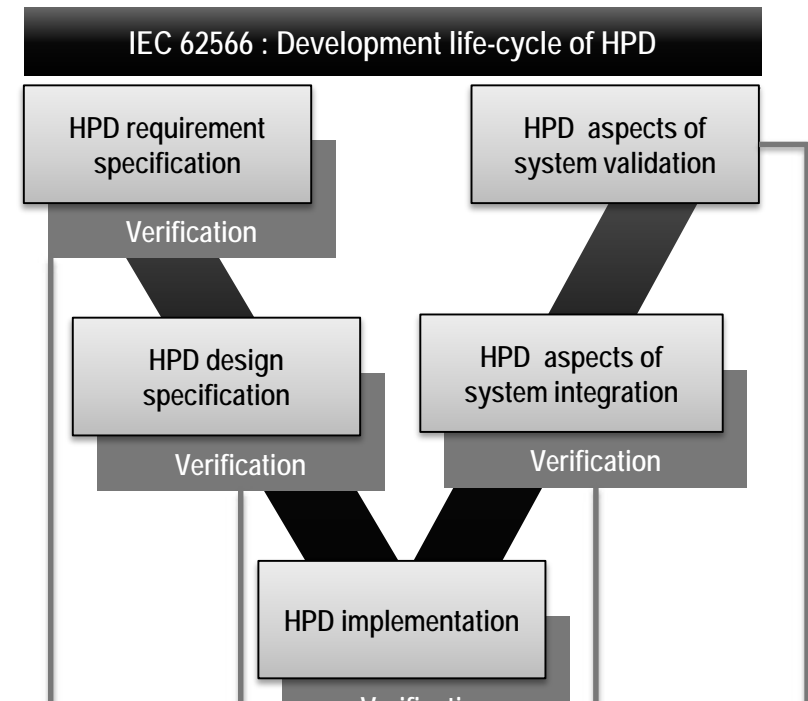 IEC 62566 : Development life-cycle of HPD
HPD requirement
specification
Verification
HPD aspects of
system validation
HPD design
specification
Verification
HPD aspects of
system integration
Verification
HPD implementation